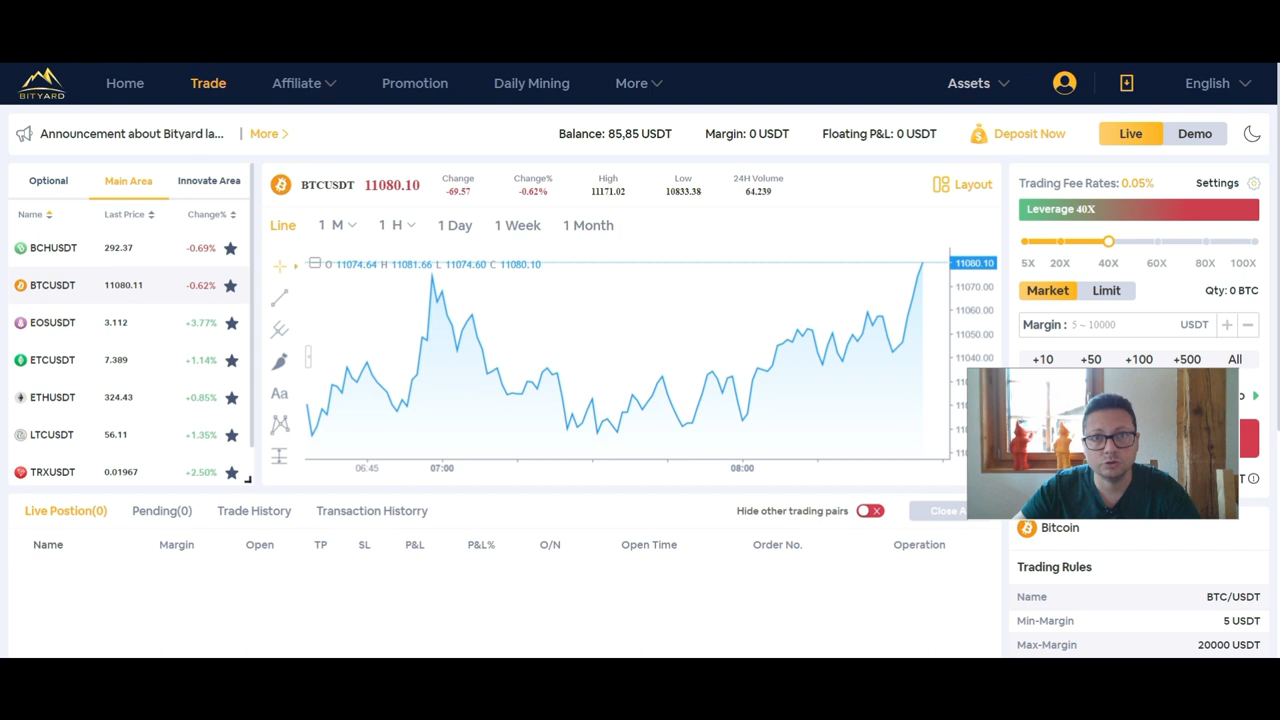 BITYARD
Home Trade Affiliate Promotion Daily Mining More Assets English
Announcement about Bityard la... | More > Balance: 85,85 USDT Margin: 0 USDT Floating P&L: 0 USDT Deposit Now Live Demo
Optional Main Area Innovate Area
Name Last Price Change%
BCHUSDT 292.37 -0.69%
BTCUSDT 11080.11 -0.62%
EOSUSDT 3.112 +3.77%
ETCUSDT 7.389 +1.14%
ETHUSDT 324.43 +0.85%
LTCUSDT 56.11 +1.35%
TRXUSDT 0.01967 +2.50%
BTCUSDT 11080.10
Change High Low 24H Volume
Change%
-69.57 -0.62% 11171.02 10833.38 64.239
Layout
Line 1 M 1 H 1 Day 1 Week 1 Month
O 11074.64 H 11081.66 L 11074.60 C 11080.10
Aa
11080.10
11070.00
11060.00
11050.00
11040.00
06:45 07:00 08:00
Trading Fee Rates: 0.05% Settings
Leverage 40X
5X 20X 40X 60X 80X 100X
Market Limit Qty: 0 BTC
Margin : 5 ~ 10000 USDT + −
+10 +50 +100 +500 All
Live Postion(0) Pending(0) Trade History Transaction Historry Hide other trading pairs X Close A
Name Margin Open TP SL P&L P&L% O/N Open Time Order No. Operation
Bitcoin
Trading Rules
Name BTC/USDT
Min-Margin 5 USDT
Max-Margin 20000 USDT